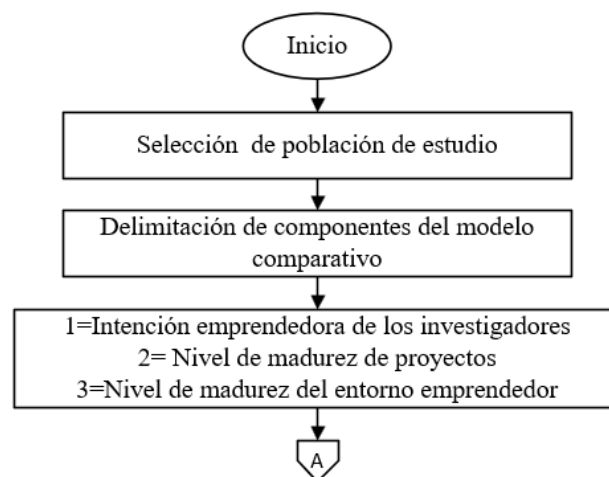 Inicio
Selección de población de estudio
Delimitación de componentes del modelo
comparativo
1=Intención emprendedora de los investigadores
2= Nivel de madurez de proyectos
3=Nivel de madurez del entorno emprendedor
A